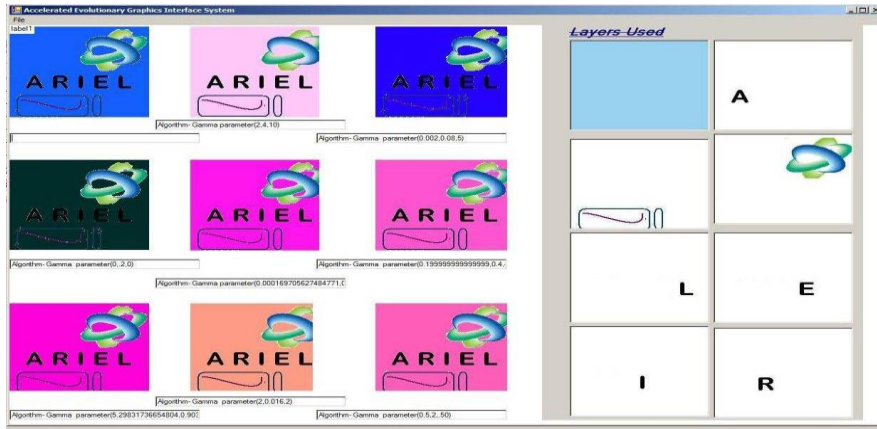 Accelerated Evolutionary Graphics Interface System
File
label1
Layers Used
ARIEL
ARIEL
ARIEL
A
Algorithm- Gamma parameter(2,4,10)
Algorithm- Gamma parameter(0.002,0.08,5)
ARIEL
ARIEL
ARIEL
Algorithm- Gamma parameter(0,.2,0)
Algorithm- Gamma parameter(0.199999999999999,0.4,
Algorithm- Gamma parameter(0.000169705627484771,0
L
E
ARIEL
ARIEL
ARIEL
I
R
Algorithm- Gamma parameter(2,0.016,2)
Algorithm- Gamma parameter(5.29831736654804,0.90
Algorithm- Gamma parameter(0.5,2,.50)